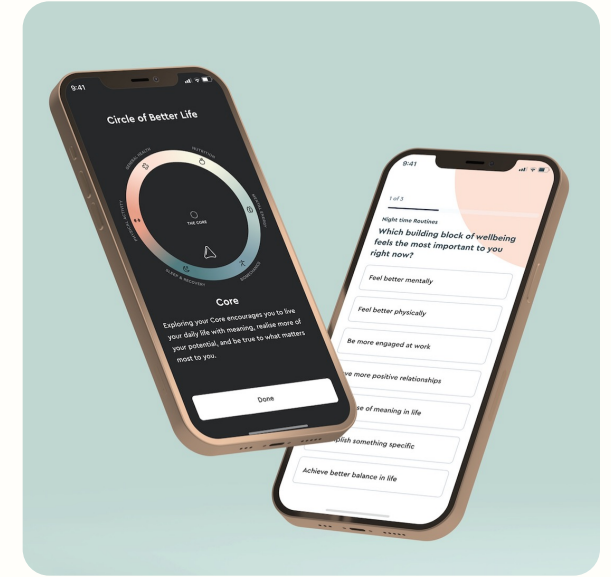 9:41
Circle of Better Life
GENERAL HEALTH
NUTRITION
PHYSICAL ACTIVITY
THE CORE
BIOMECHANICS
SLEEP & RECOVERY
Core
Exploring your Core encourages you to live
your daily life with meaning, realise more of
your potential, and be true to what matters
most to you.
Done
9:41
1 of 3
Night time Routines
Which building block of wellbeing
feels the most important to you
right now?
Feel better mentally
Feel better physically
Be more engaged at work
ve more positive relationships
se of meaning in life
plish something specific
Achieve better balance in life